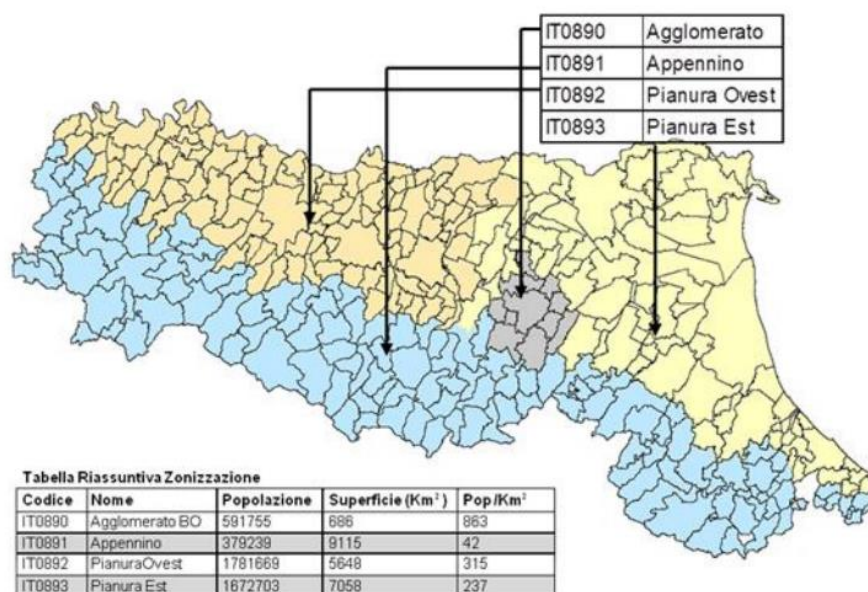 IT0890 Agglomerato
IT0891 Appennino
IT0892 Pianura Ovest
IT0893 Pianura Est
Tabella Riassuntiva Zonizzazione
Codice Nome Popolazione Superficie (Km²) Pop/Km²
IT0890 Agglomerato BO 591755 686 863
IT0891 Appennino 379239 9115 42
IT0892 PianuraOvest 1781669 5648 315
IT0893 Pianura Est 1672703 7058 237